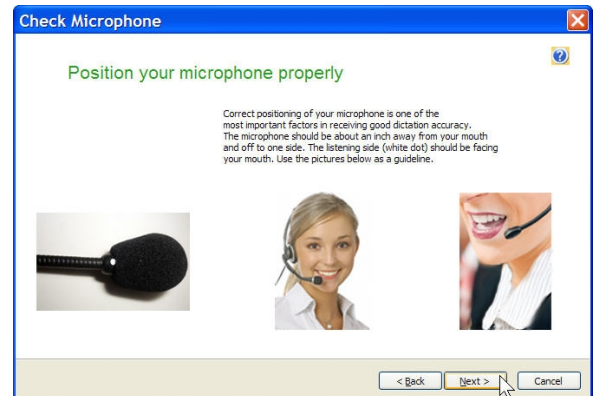 Check Microphone
Position your microphone properly
Correct positioning of your microphone is one of the
most important factors in receiving good dictation accuracy.
The microphone should be about an inch away from your mouth
and off to one side. The listening side (white dot) should be facing
your mouth. Use the pictures below as a guideline.
< Back Next > Cancel